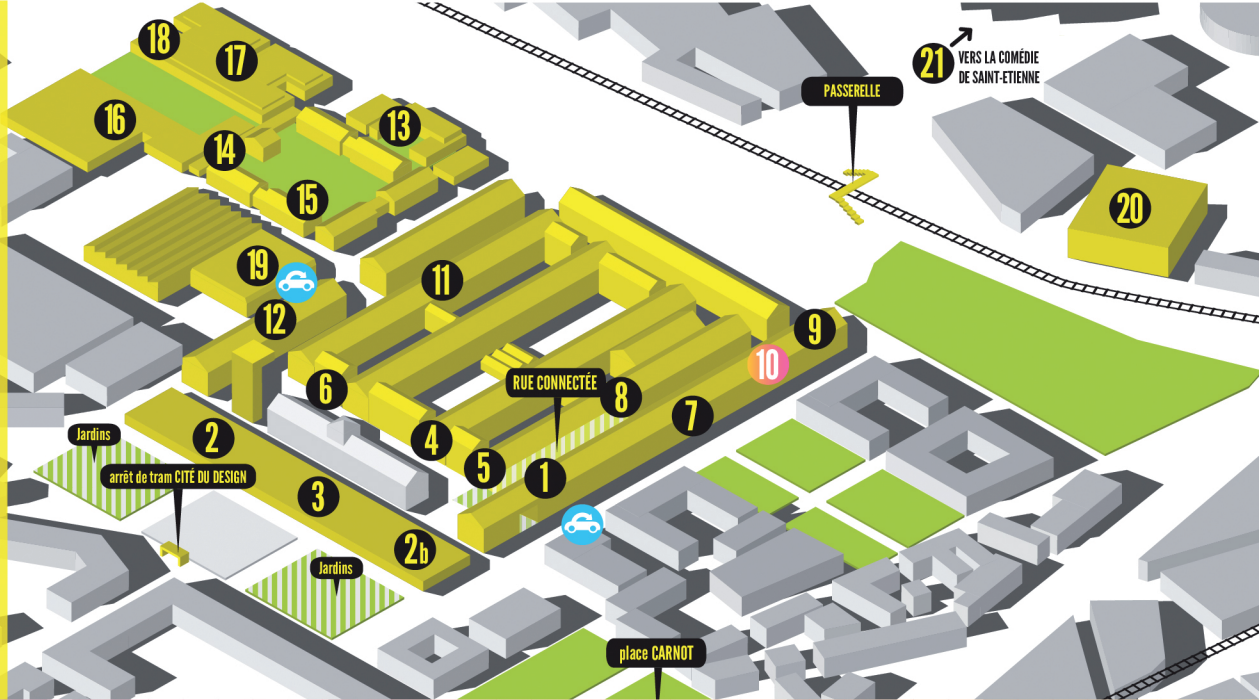 18
17
21
VERS LA COMÉDIE
DE SAINT-ETIENNE
PASSERELLE
16
13
14
15
20
19
11
12
9
10
6
RUE CONNECTÉE
8
7
2
4
5
1
Jardins
arrêt de tram CITÉ DU DESIGN
3
2b
Jardins
place CARNOT